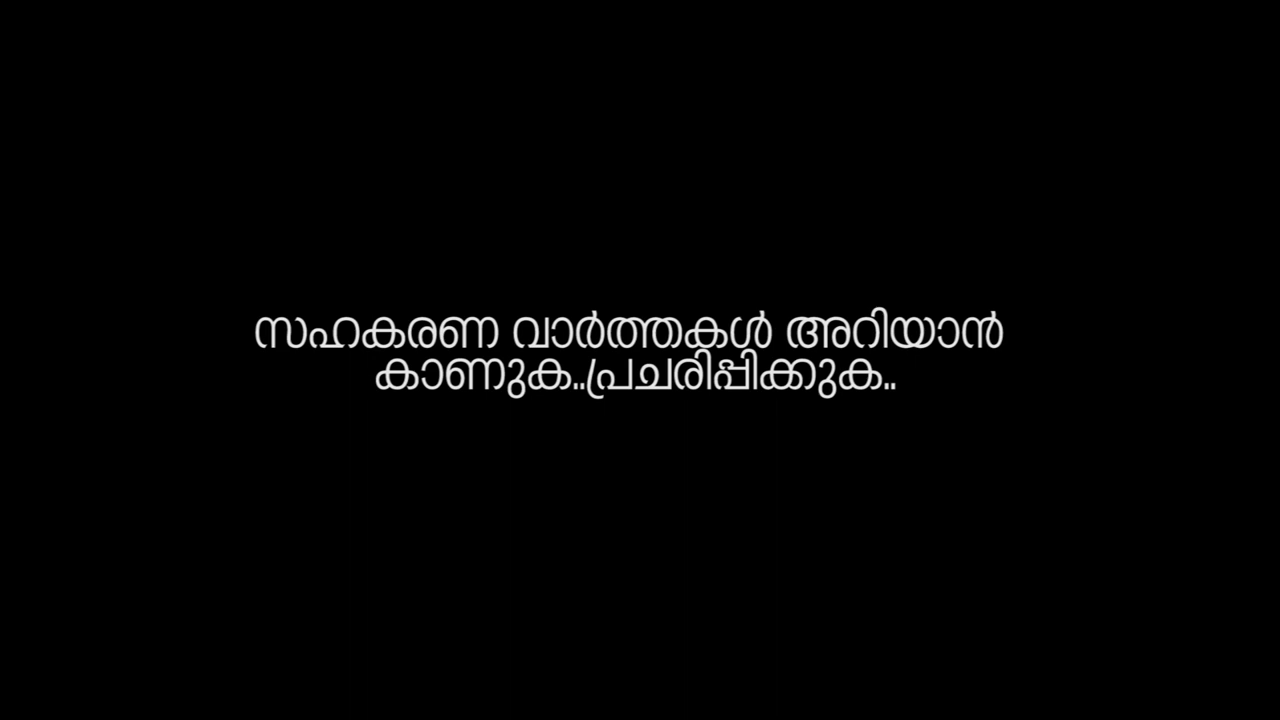 സഹകരണ വാർത്തകൾ അറിയാൻ
കാണുക..പ്രചരിപ്പിക്കുക..